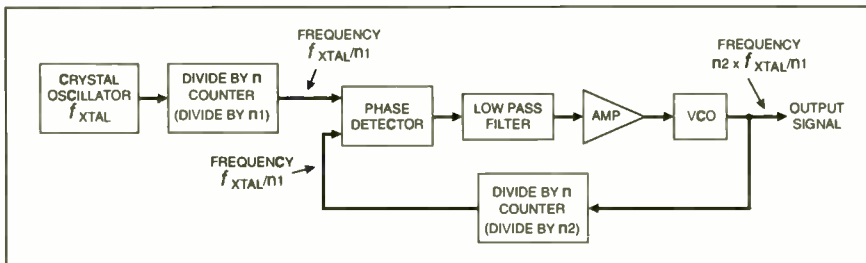 FREQUENCY
f XTAL/n1
FREQUENCY
n2 x f XTAL/n1
CRYSTAL
OSCILLATOR
f XTAL
DIVIDE BY n
COUNTER
(DIVIDE BY n1)
PHASE
DETECTOR
LOW PASS
FILTER
AMP
VCO
OUTPUT
SIGNAL
FREQUENCY
f XTAL/n1
DIVIDE BY n
COUNTER
(DIVIDE BY n2)